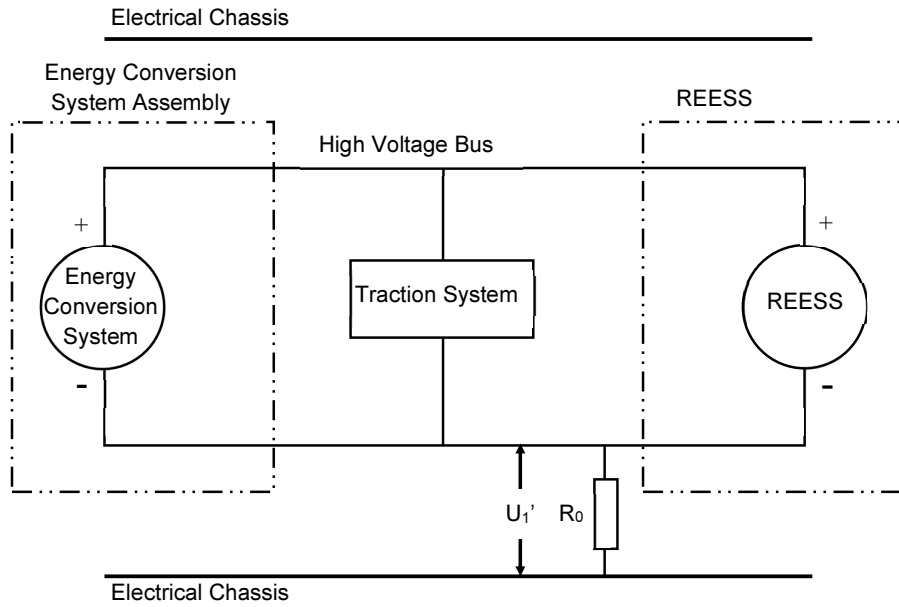 Electrical Chassis
Energy Conversion
System Assembly
REESS
High Voltage Bus
+
+
Energy
Conversion
System
Traction System
REESS
-
-
U₁’
R₀
Electrical Chassis